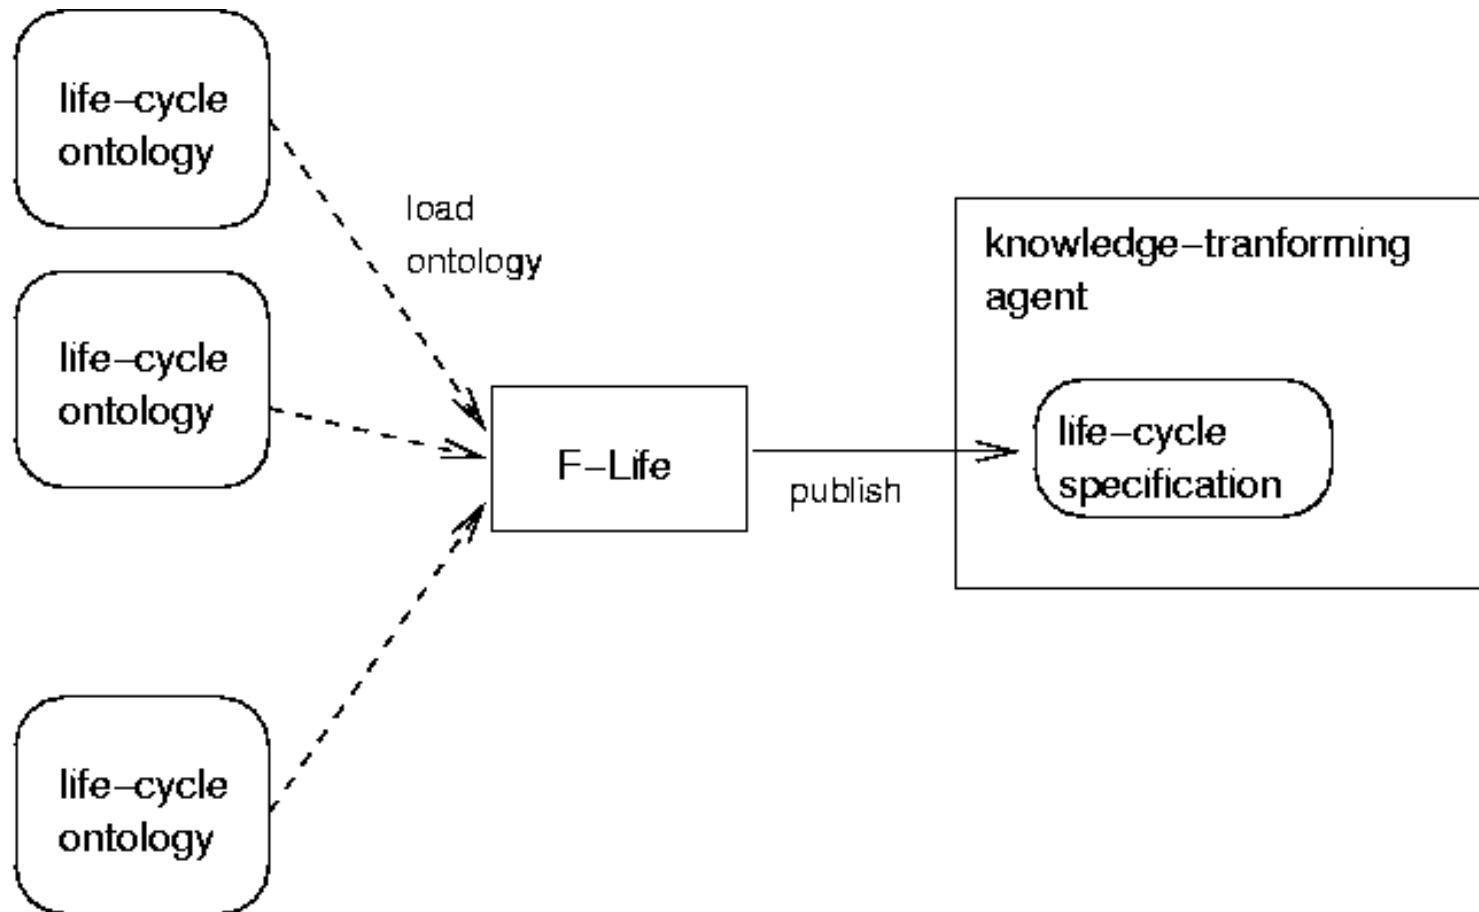 life-cycle
ontology
load
ontology
knowledge-tranforming
agent
life-cycle
ontology
F-Life
life-cycle
specification
publish
life-cycle
ontology